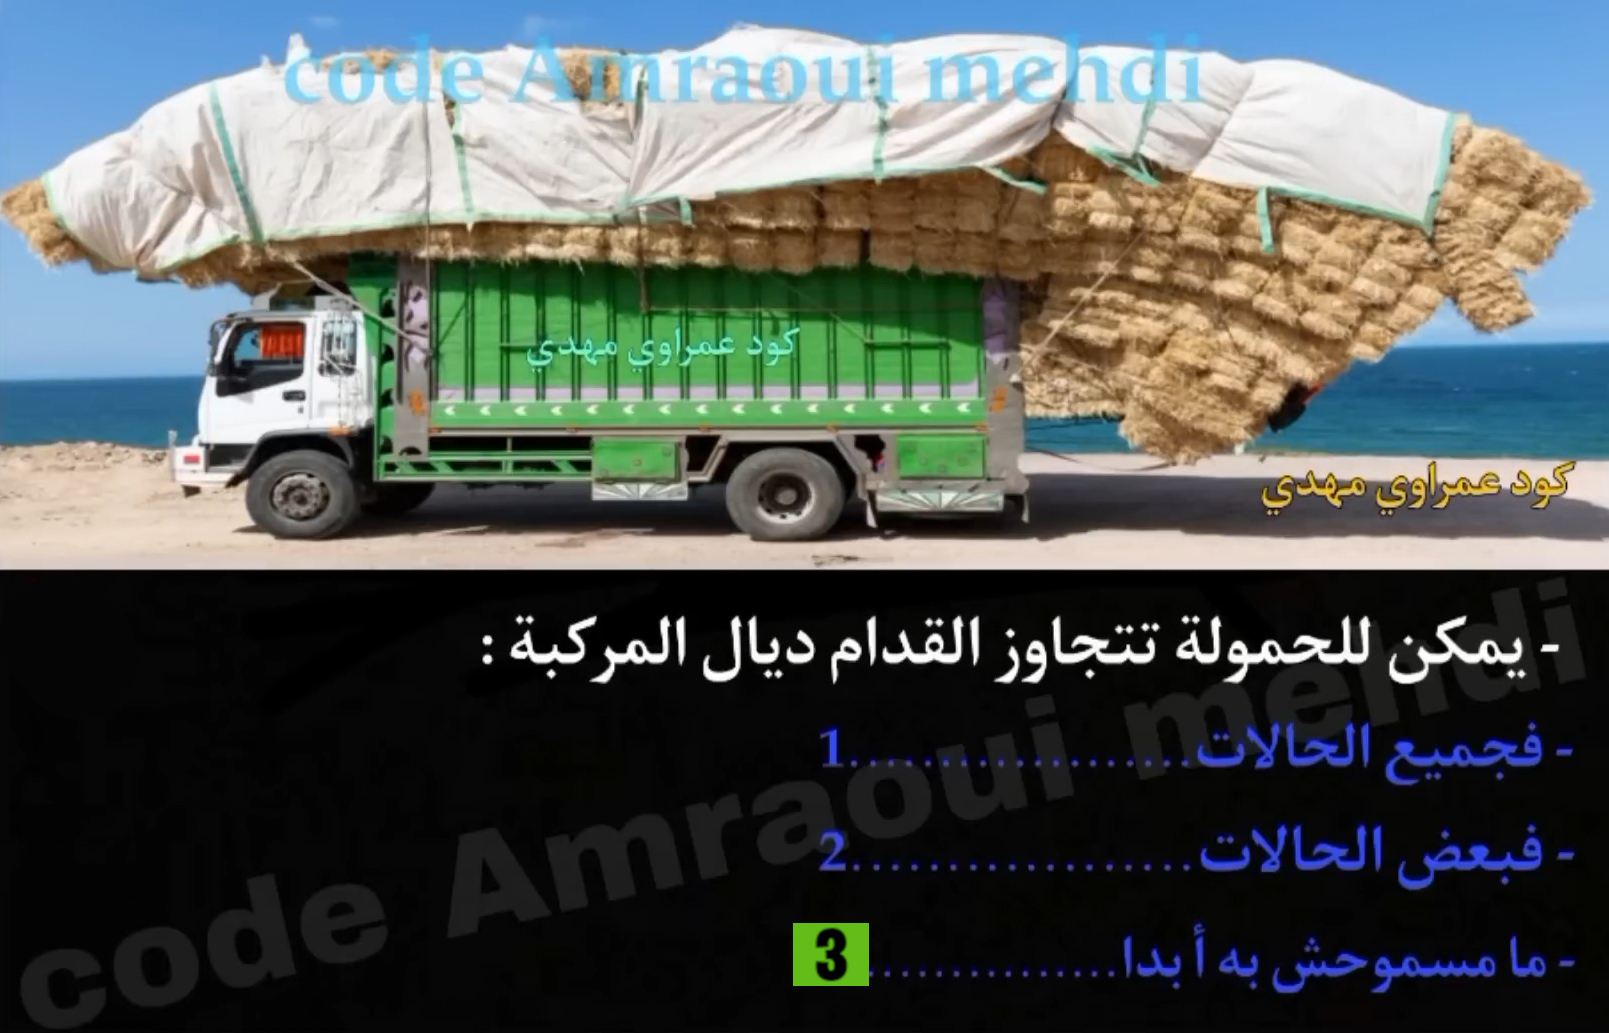 code Amraoui mehdi
كود عمراوي مهدي
كود عمراوي مهدي
- يمكن للحمولة تتجاوز القدام ديال المركبة :
- فجميع الحالات...................1
- فبعض الحالات...................2
- ما مسموحش به أبدا...............3
code Amraoui mehdi